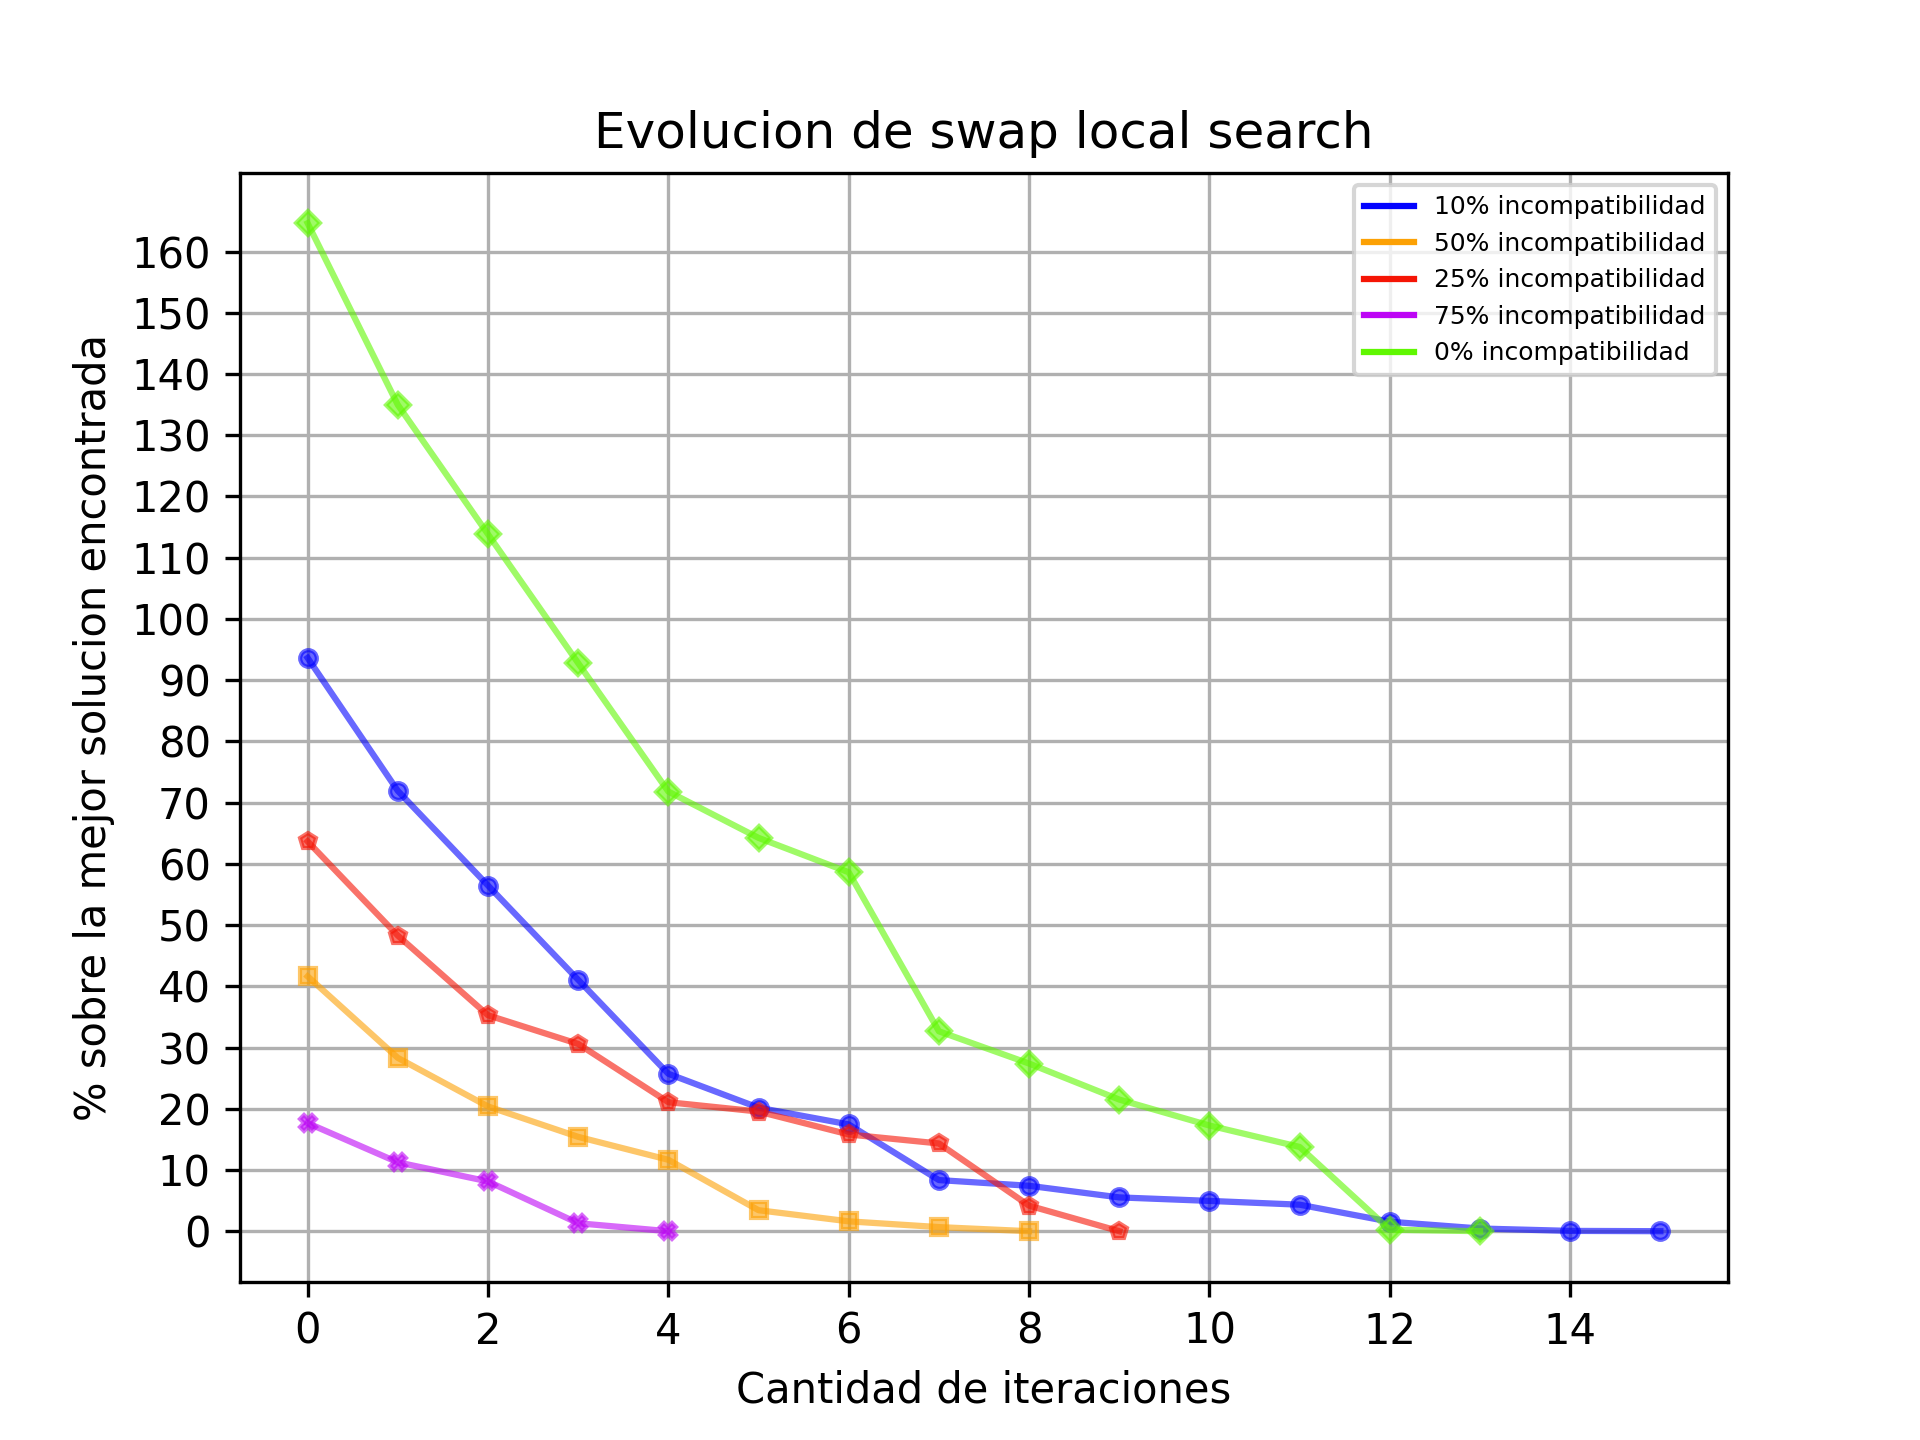 Evolucion de swap local search
10% incompatibilidad
50% incompatibilidad
25% incompatibilidad
75% incompatibilidad
0% incompatibilidad
% sobre la mejor solucion encontrada
160
150
140
130
120
110
100
90
80
70
60
50
40
30
20
10
0
0 2 4 6 8 10 12 14
Cantidad de iteraciones